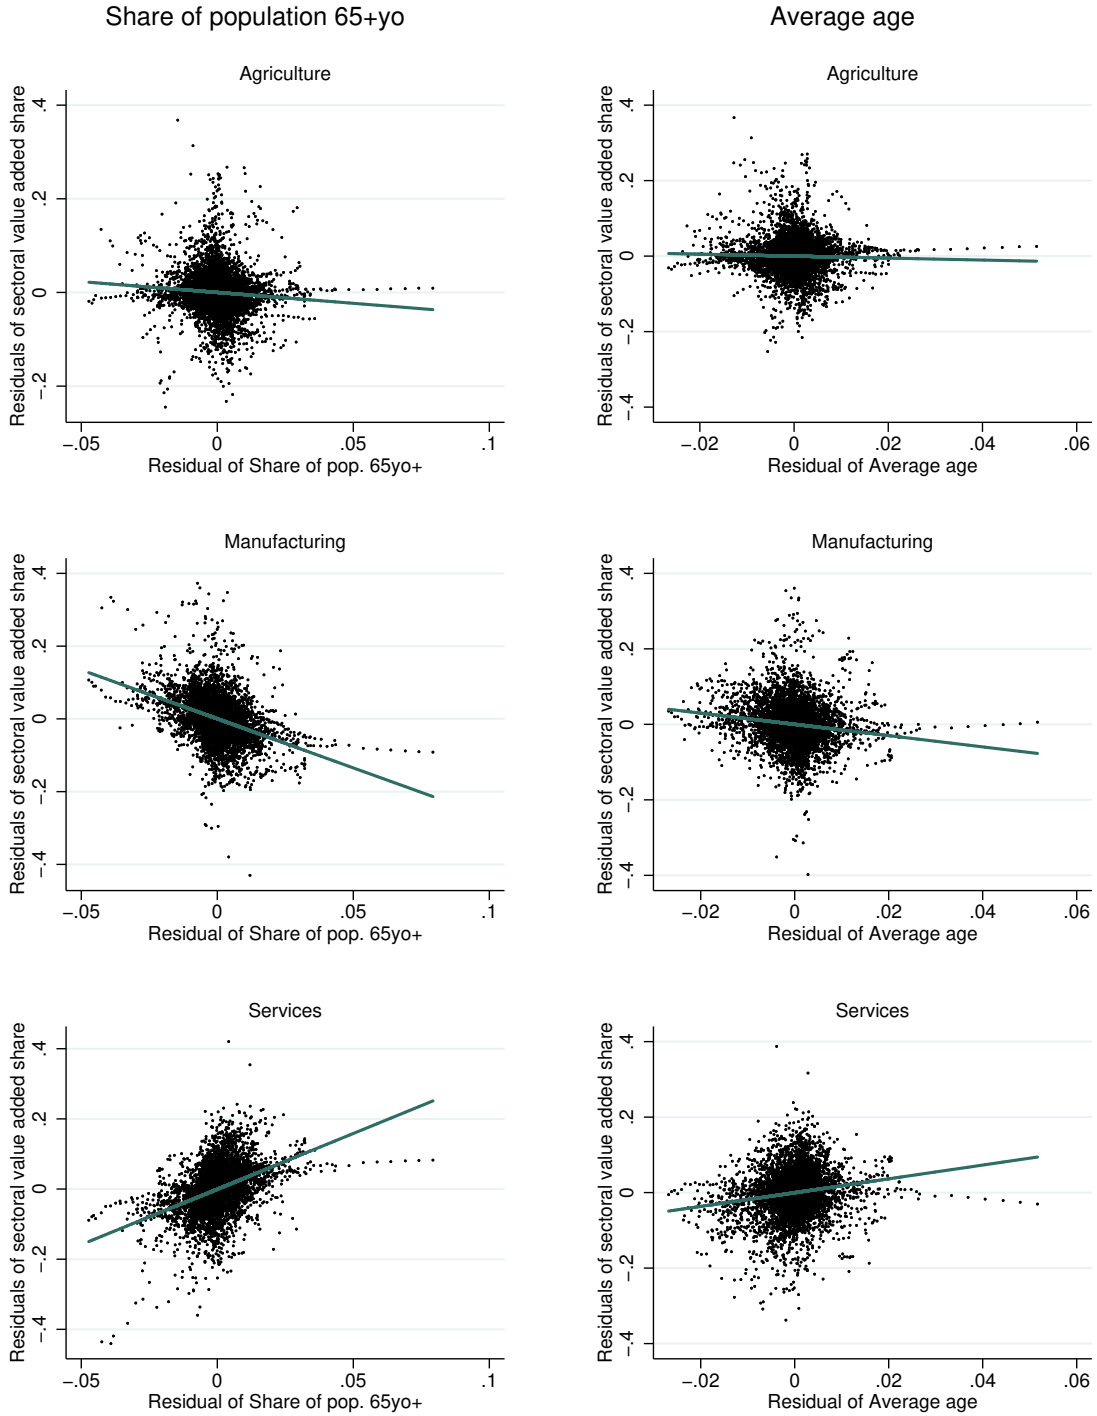 Share of population 65+yo
Average age
Agriculture
Residuals of sectoral value added share
.4
.2
0
−.2
−.05
0
.05
.1
Residual of Share of pop. 65yo+
Agriculture
Residuals of sectoral value added share
.4
.2
0
−.2
−.4
−.02
0
.02
.04
.06
Residual of Average age
Manufacturing
Residuals of sectoral value added share
.4
.2
0
−.2
−.4
−.05
0
.05
.1
Residual of Share of pop. 65yo+
Manufacturing
Residuals of sectoral value added share
.4
.2
0
−.2
−.4
−.02
0
.02
.04
.06
Residual of Average age
Services
Residuals of sectoral value added share
.4
.2
0
−.2
−.4
−.05
0
.05
.1
Residual of Share of pop. 65yo+
Services
Residuals of sectoral value added share
.4
.2
0
−.2
−.4
−.02
0
.02
.04
.06
Residual of Average age